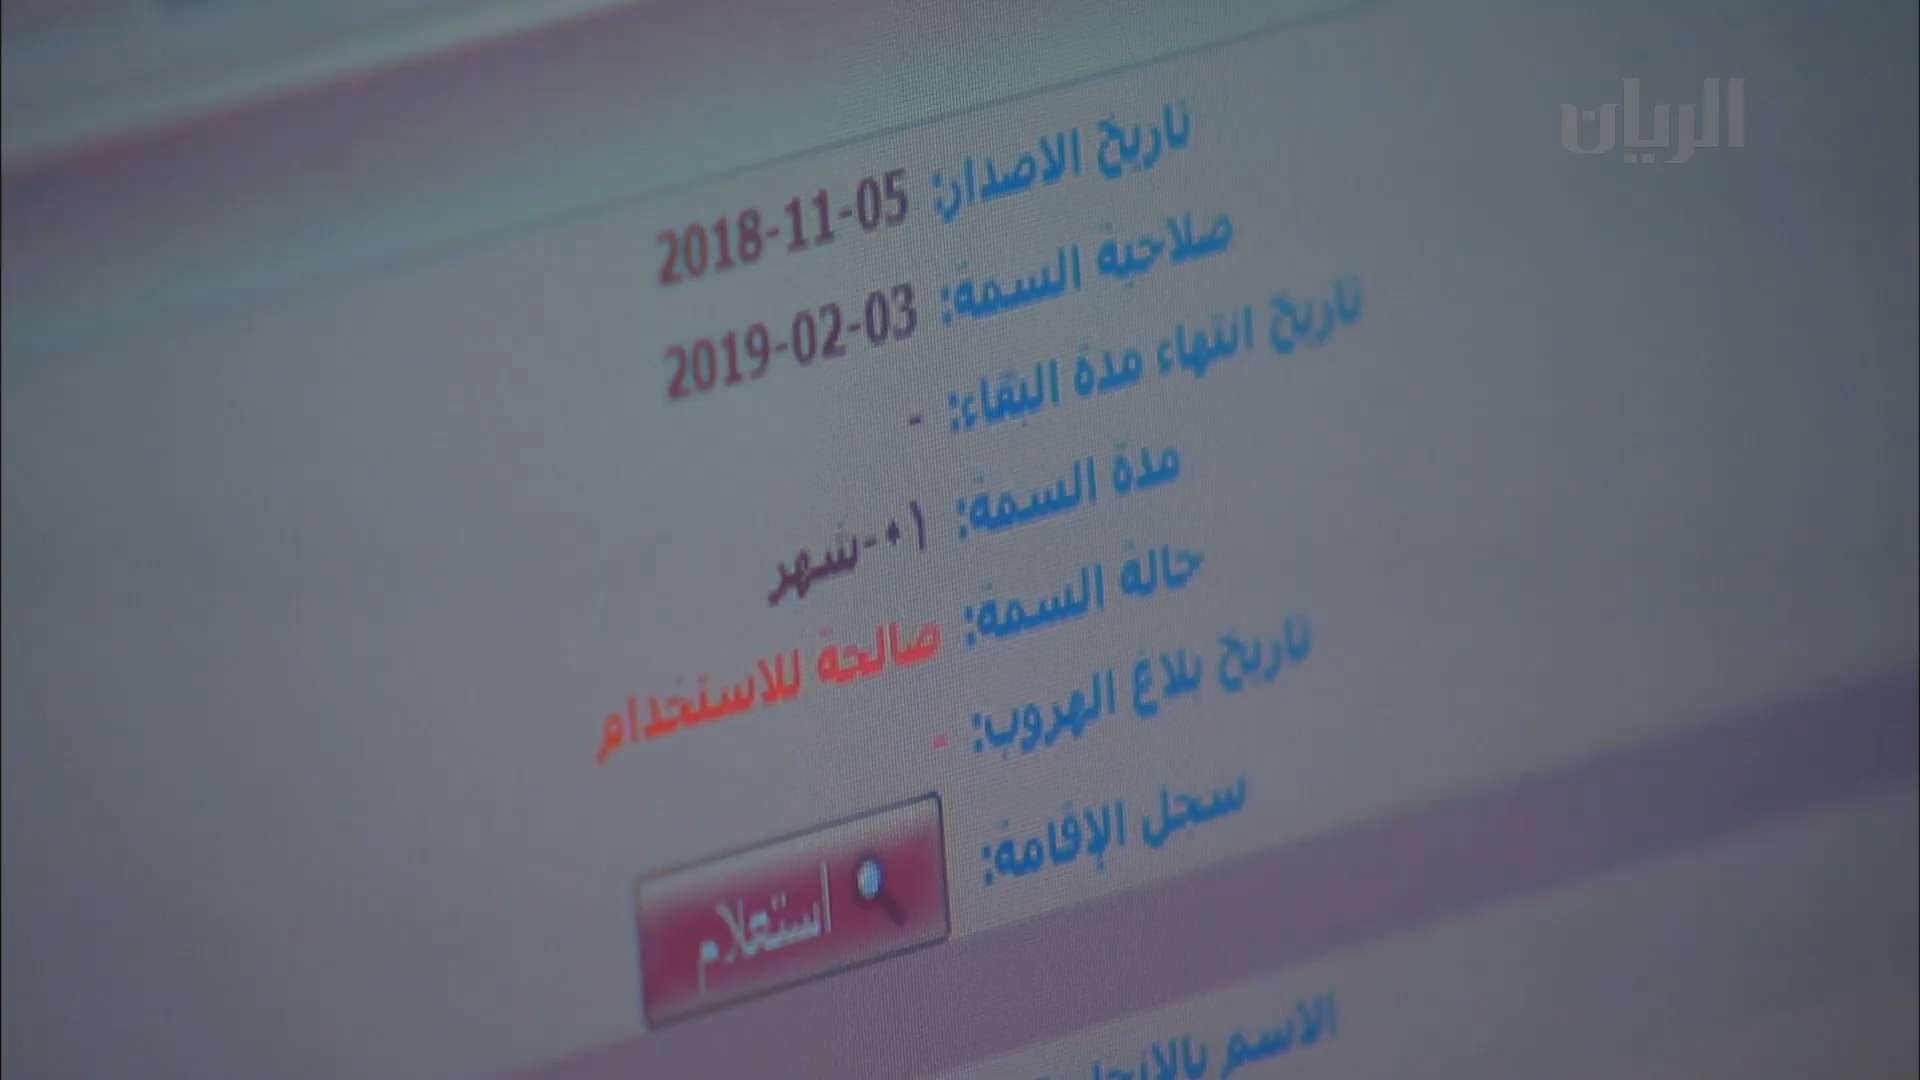 الريان
تاريخ الاصدار: 2018-11-05
صلاحية السمة: 2019-02-03
تاريخ انتهاء مدة البقاء: -
مدة السمة: ١+-شهر
حالة السمة: صالحة للاستخدام
تاريخ بلاغ الهروب: -
سجل الإقامة: استعلام
الاسم